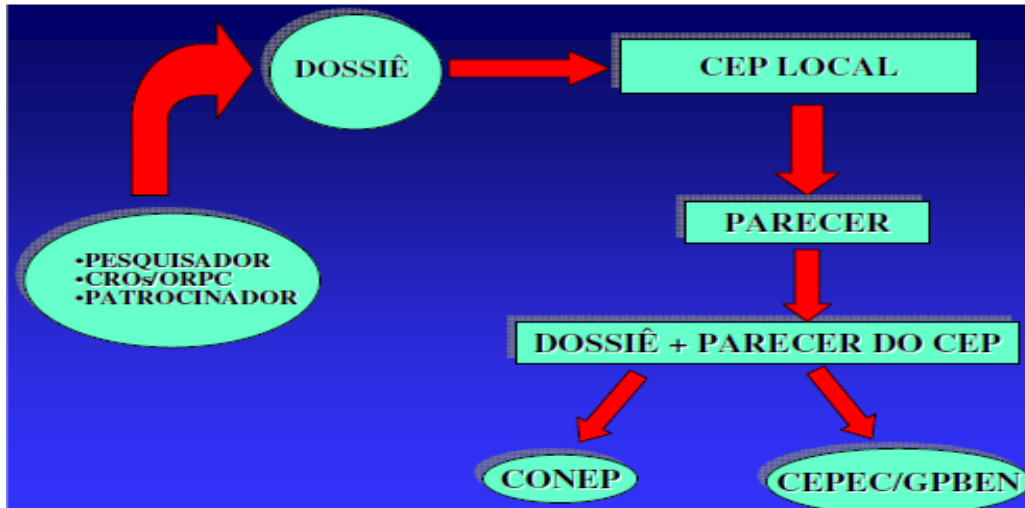 DOSSIÊ
CEP LOCAL
PARECER
•PESQUISADOR
•CROs/ORPC
•PATROCINADOR
DOSSIÊ + PARECER DO CEP
CONEP
CEPEC/GPBEN